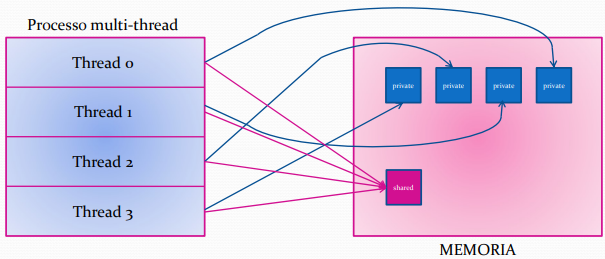 Processo multi-thread
Thread 0
Thread 1
Thread 2
Thread 3
private
private
private
private
shared
MEMORIA